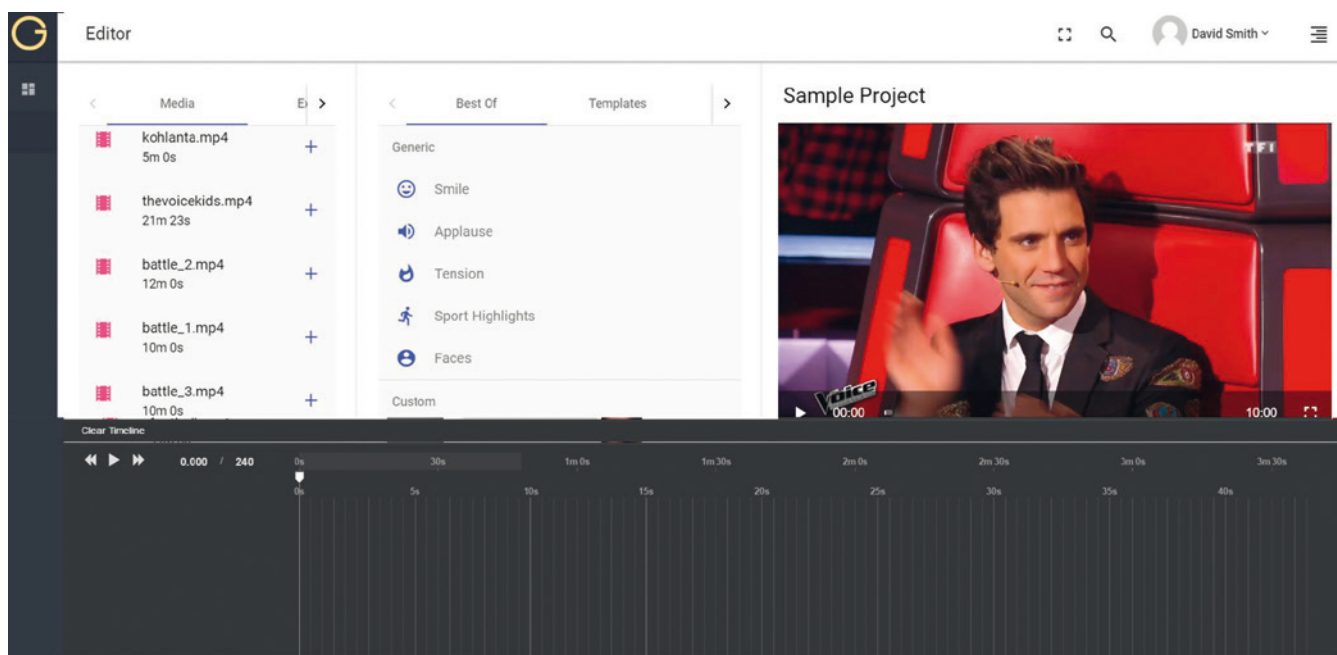 G
Editor
David Smith
Media
E
Best Of
Templates
Sample Project
kohlanta.mp4
5m 0s
thevoicekids.mp4
21m 23s
battle_2.mp4
12m 0s
battle_1.mp4
10m 0s
battle_3.mp4
10m 0s
Generic
Smile
Applause
Tension
Sport Highlights
Faces
Custom
TF1
Voice
00:00
10:00
Clear Timeline
0.000 / 240
0s 30s 1m 0s 1m 30s 2m 0s 2m 30s 3m 0s 3m 30s
0s 5s 10s 15s 20s 25s 30s 35s 40s